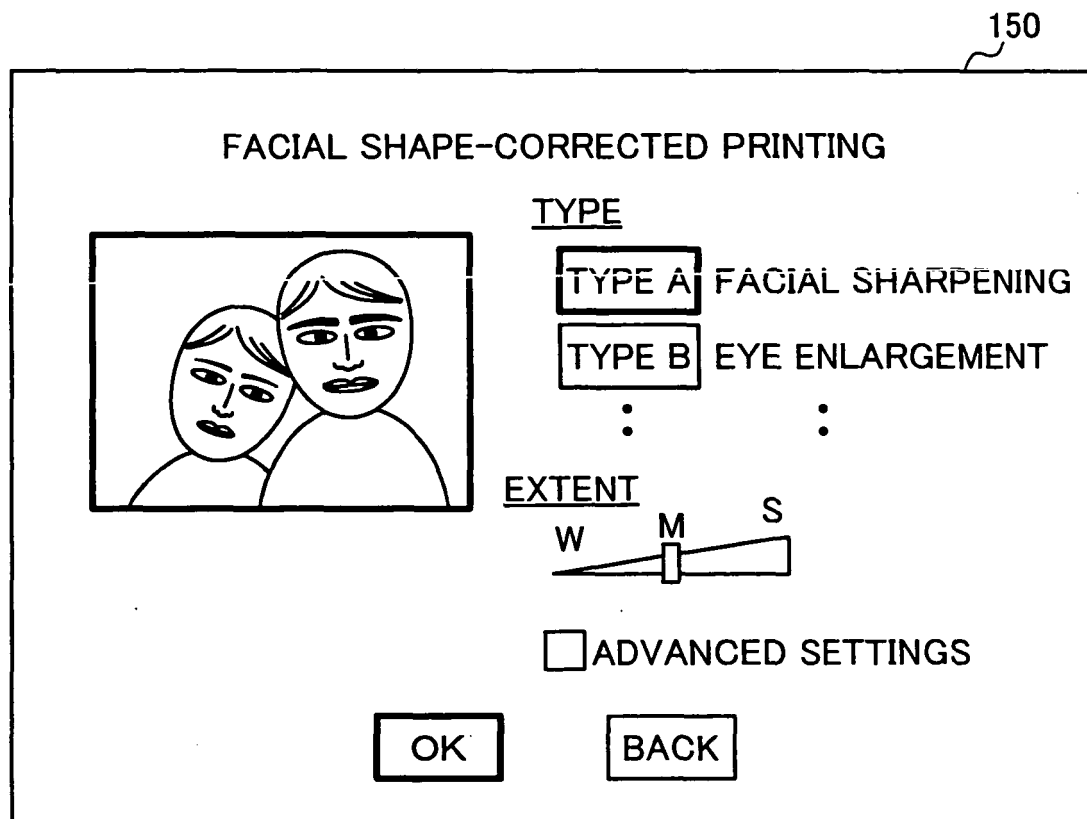 150
FACIAL SHAPE-CORRECTED PRINTING
TYPE
TYPE A FACIAL SHARPENING
TYPE B EYE ENLARGEMENT
EXTENT
W M S
ADVANCED SETTINGS
OK BACK